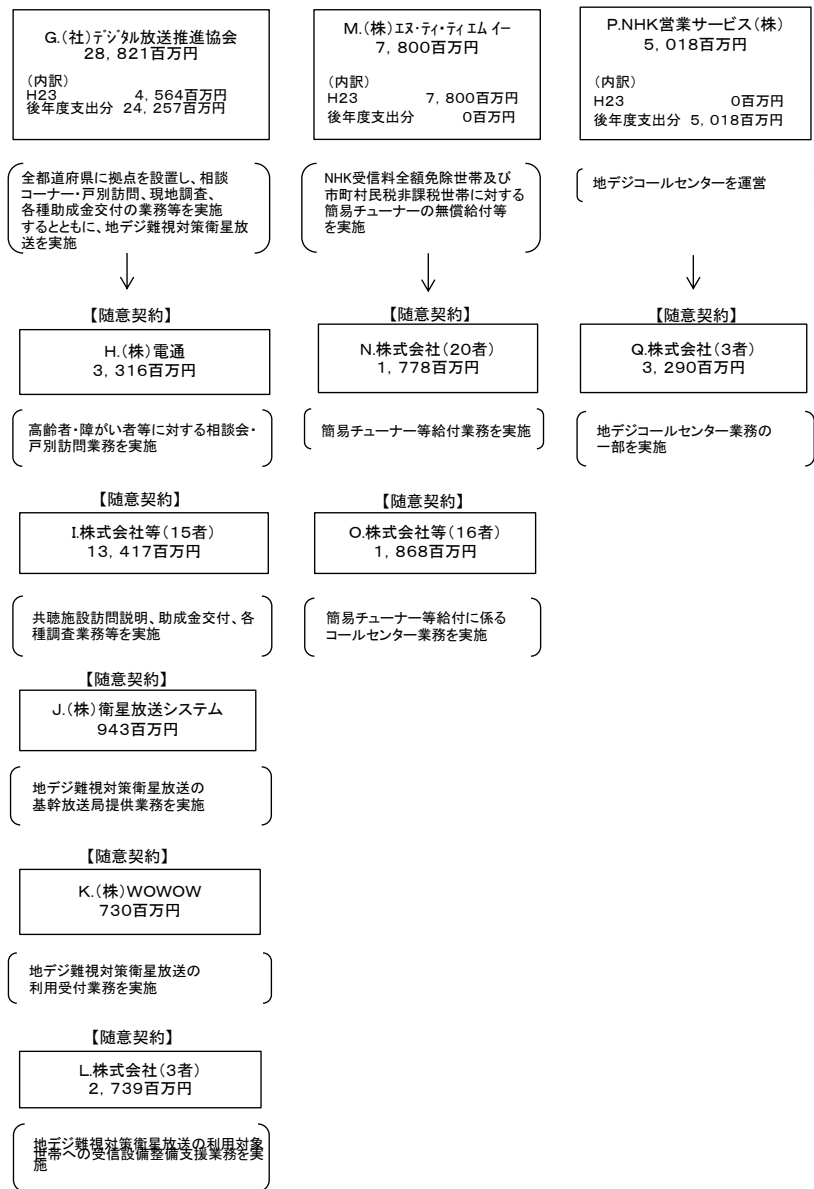 G.(社)デジタル放送推進協会
28, 821百万円
(内訳)
H23 4, 564百万円
後年度支出分 24, 257百万円
全都道府県に拠点を設置し、相談
コーナー・戸別訪問、現地調査、
各種助成金交付の業務等を実施
するとともに、地デジ難視対策衛星放
送を実施
【随意契約】
H.(株)電通
3, 316百万円
高齢者・障がい者等に対する相談会・
戸別訪問業務を実施
【随意契約】
I.株式会社等(15者)
13, 417百万円
共聴施設訪問説明、助成金交付、各
種調査業務等を実施
【随意契約】
J.(株)衛星放送システム
943百万円
地デジ難視対策衛星放送の
基幹放送局提供業務を実施
【随意契約】
K.(株)WOWOW
730百万円
地デジ難視対策衛星放送の
利用受付業務を実施
【随意契約】
L.株式会社(3者)
2, 739百万円
地デジ難視対策衛星放送の利用対象
世帯への受信設備整備支援業務を実
施
M.(株)エヌ・ティ・ティ エム イー
7, 800百万円
(内訳)
H23 7, 800百万円
後年度支出分 0百万円
NHK受信料全額免除世帯及び
市町村民税非課税世帯に対する
簡易チューナーの無償給付等
を実施
【随意契約】
N.株式会社(20者)
1, 778百万円
簡易チューナー等給付業務を実施
【随意契約】
O.株式会社等(16者)
1, 868百万円
簡易チューナー等給付に係る
コールセンター業務を実施
P.NHK営業サービス(株)
5, 018百万円
(内訳)
H23 0百万円
後年度支出分 5, 018百万円
地デジコールセンターを運営
【随意契約】
Q.株式会社(3者)
3, 290百万円
地デジコールセンター業務の
一部を実施